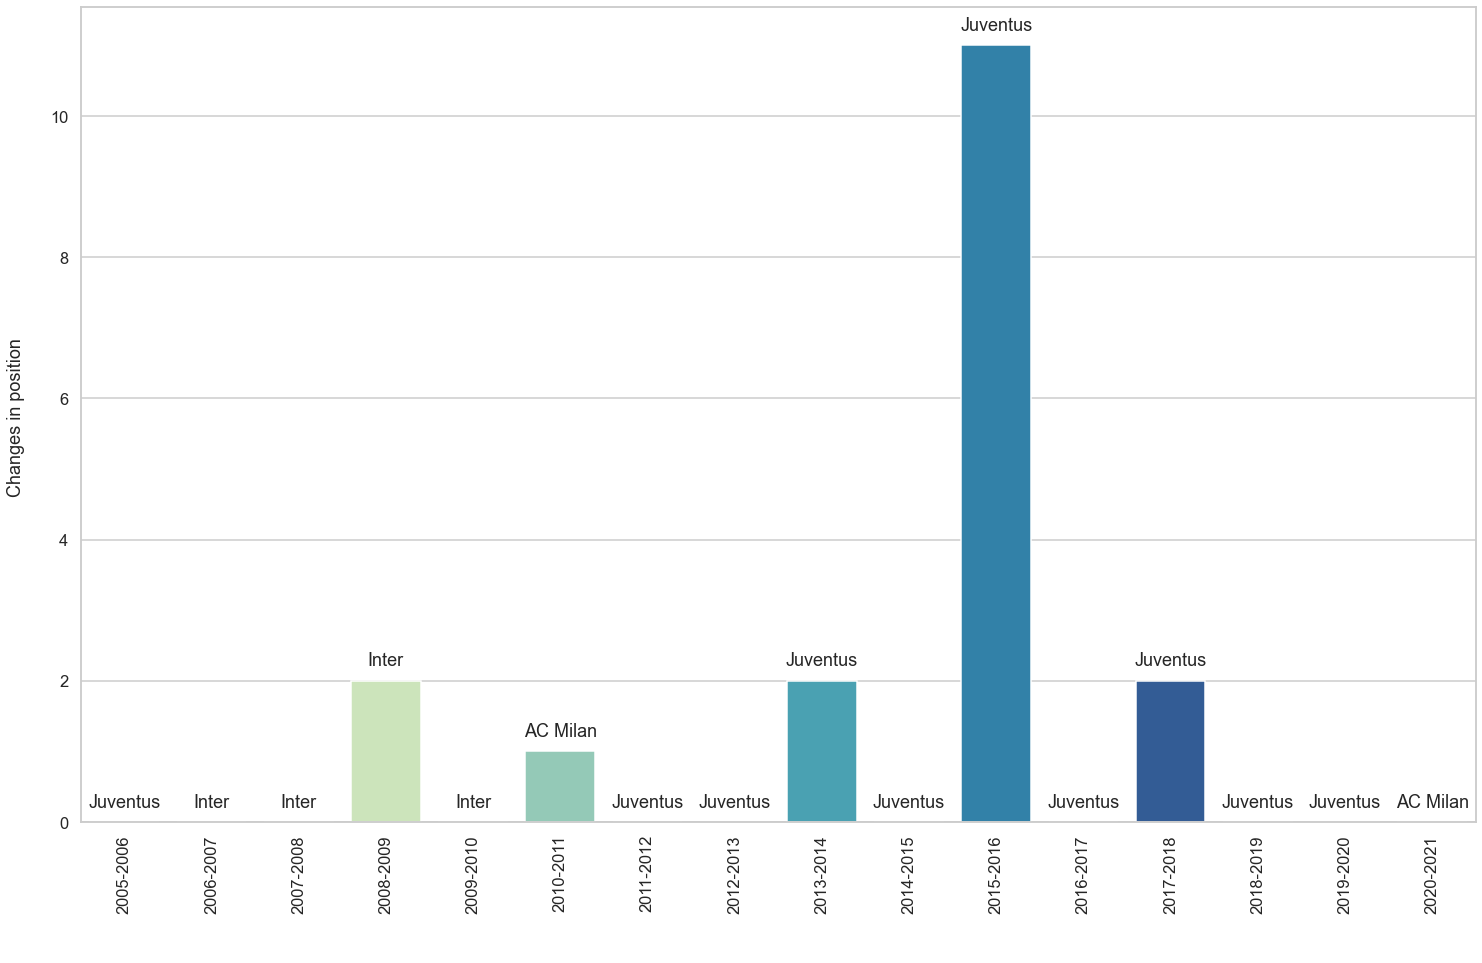 Juventus
10
8
6
Changes in position
4
Inter
Juventus
Juventus
2
AC Milan
Juventus
Inter
Inter
Inter
Juventus
Juventus
Juventus
Juventus
Juventus
Juventus
AC Milan
0
2005-2006
2006-2007
2007-2008
2008-2009
2009-2010
2010-2011
2011-2012
2012-2013
2013-2014
2014-2015
2015-2016
2016-2017
2017-2018
2018-2019
2019-2020
2020-2021